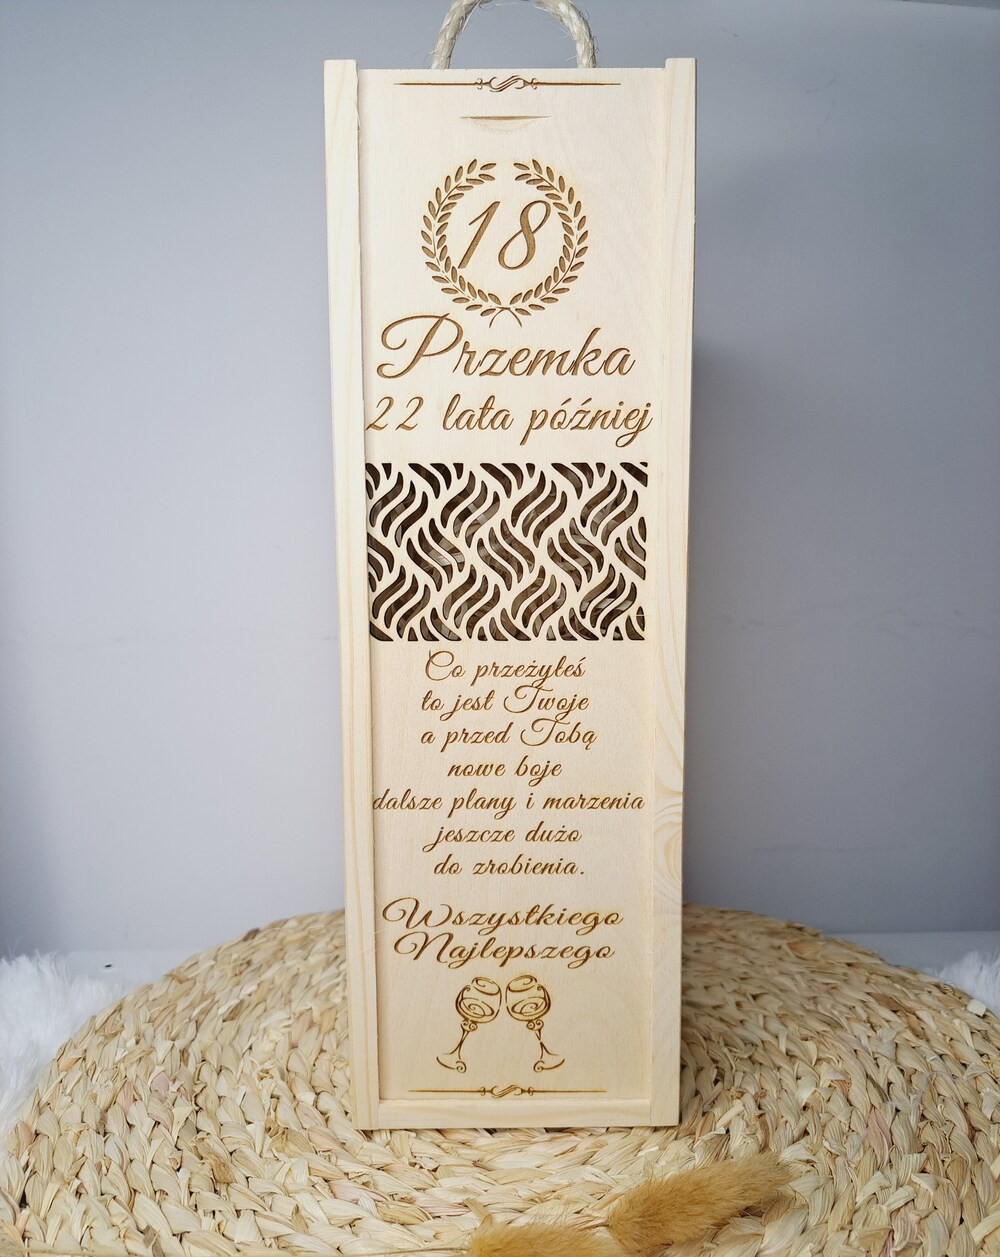 18
Przemka
22 lata później
Co przeżyłeś
to jest Twoje
a przed Tobą
nowe boje
dalsze plany i marzenia
jeszcze dużo
do zrobienia.
Wszystkiego
Najlepszego